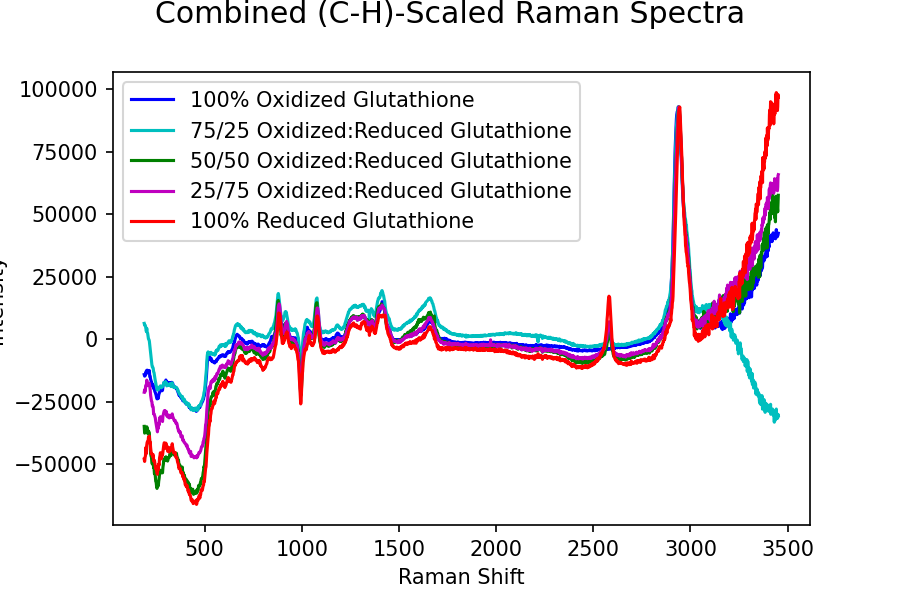 Combined (C-H)-Scaled Raman Spectra
100000
75000
50000
25000
0
−25000
−50000
100% Oxidized Glutathione
75/25 Oxidized:Reduced Glutathione
50/50 Oxidized:Reduced Glutathione
25/75 Oxidized:Reduced Glutathione
100% Reduced Glutathione
500 1000 1500 2000 2500 3000 3500
Raman Shift